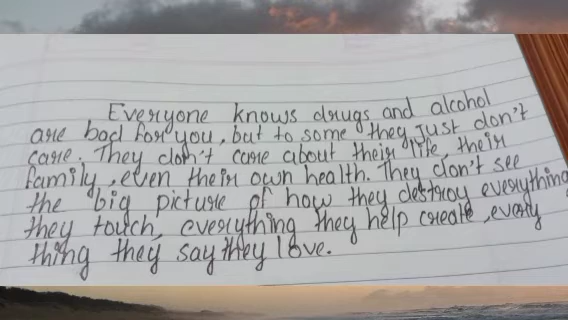 Everyone knows drugs and alcohol
are bad for you, but to some they just don't
care. They don't care about their life, their
family, even their own health. They don't see
the big picture of how they destroy everything
they touch, everything they help create, every
thing they say they love.